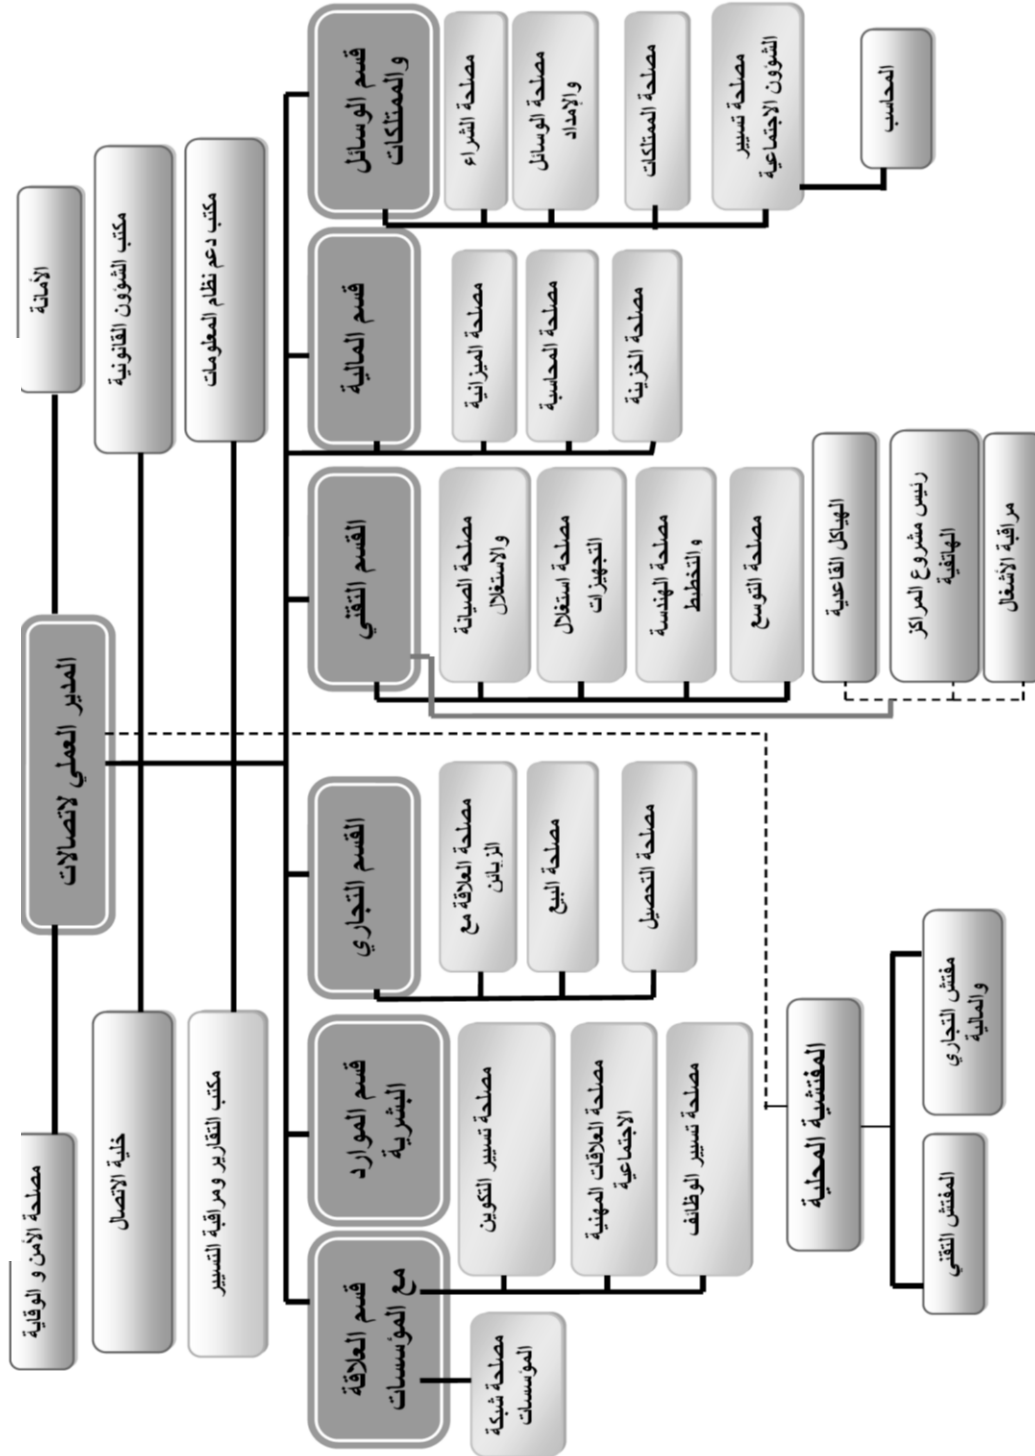 المدير العملي لاتصالات
الأمانة
مصلحة الأمن و الوقاية
مكتب الشؤون القانونية
خلية الاتصال
مكتب دعم نظام المعلومات
مكتب التقارير ومراقبة التسيير
قسم الوسائل
والممتلكات
مصلحة الشراء
مصلحة الوسائل
والإمداد
مصلحة الممتلكات
مصلحة تسيير
الشؤون الاجتماعية
المحاسب
قسم المالية
مصلحة الميزانية
مصلحة المحاسبة
مصلحة الخزينة
القسم التقني
مصلحة الصيانة
والاستغلال
مصلحة استغلال
التجهيزات
مصلحة الهندسة
و التخطيط
مصلحة التوسع
الهياكل القاعدية
رئيس مشروع المراكز
الهاتفية
مراقبة الأشغال
القسم التجاري
مصلحة العلاقة مع
الزبائن
مصلحة البيع
مصلحة التحصيل
قسم الموارد
البشرية
مصلحة تسيير التكوين
مصلحة العلاقات المهنية
الاجتماعية
مصلحة تسيير الوظائف
قسم العلاقة
مع المؤسسات
مصلحة شبكة
المؤسسات
المفتشية المحلية
مفتش التجاري
والمالية
المفتش التقني